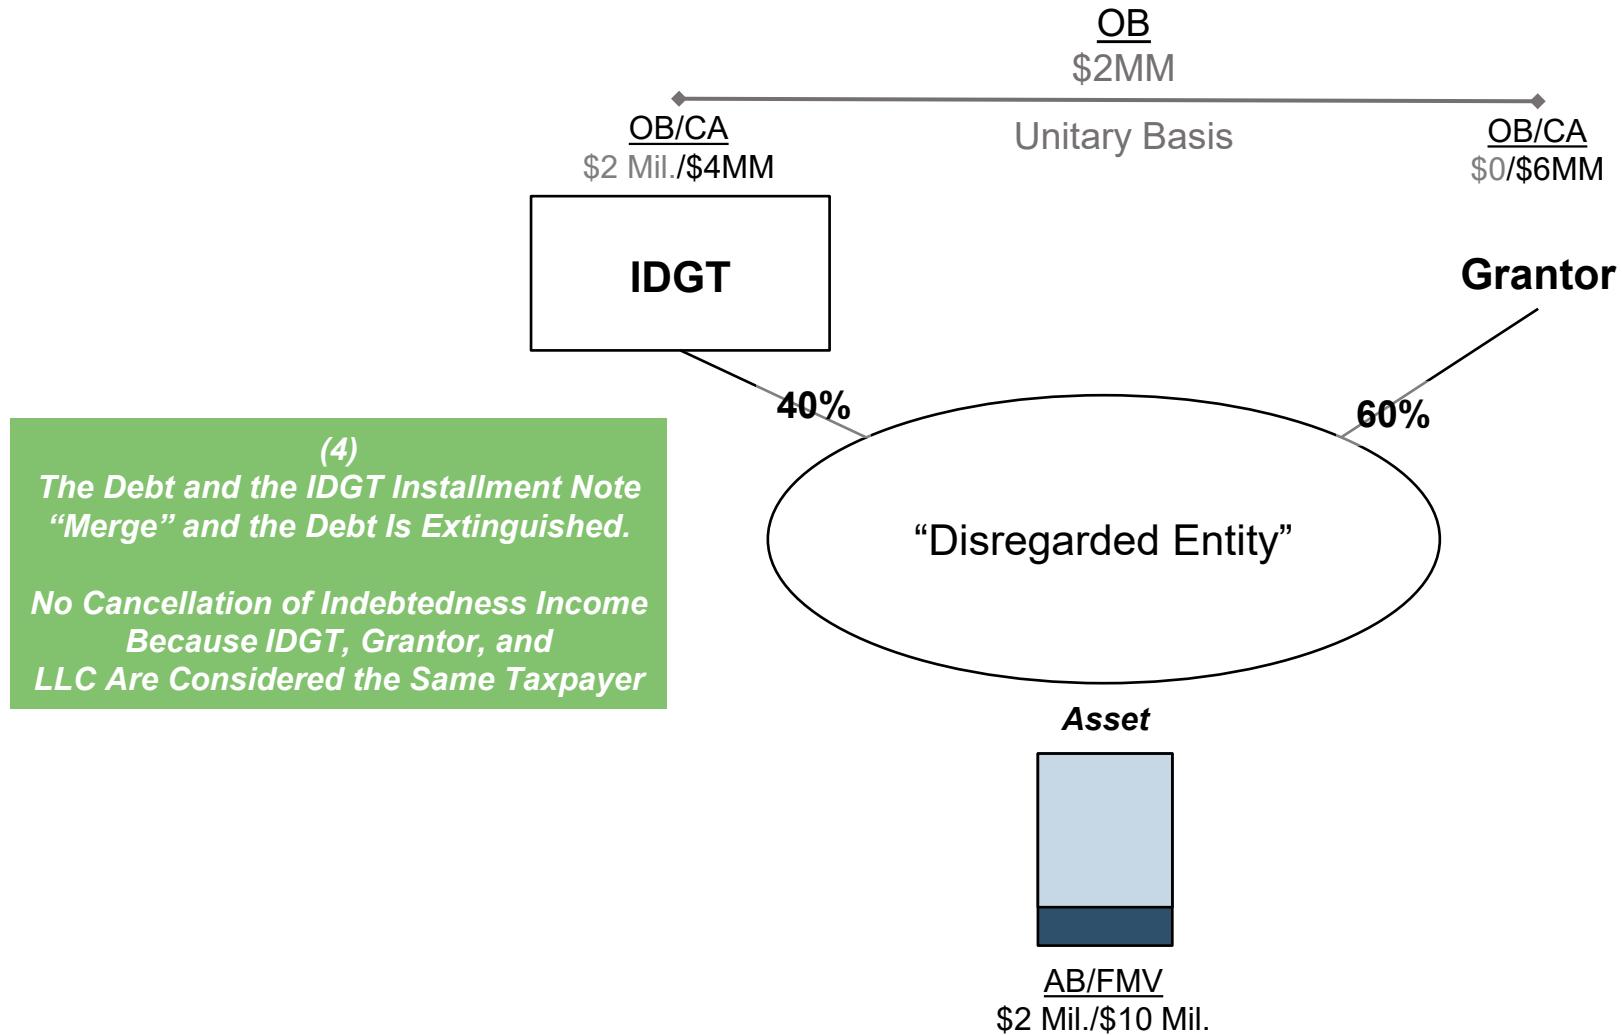 OB
$2MM
Unitary Basis
OB/CA
$2 Mil./$4MM
OB/CA
$0/$6MM
IDGT
Grantor
40%
60%
(4)
The Debt and the IDGT Installment Note
“Merge” and the Debt Is Extinguished.
No Cancellation of Indebtedness Income
Because IDGT, Grantor, and
LLC Are Considered the Same Taxpayer
“Disregarded Entity”
Asset
AB/FMV
$2 Mil./$10 Mil.